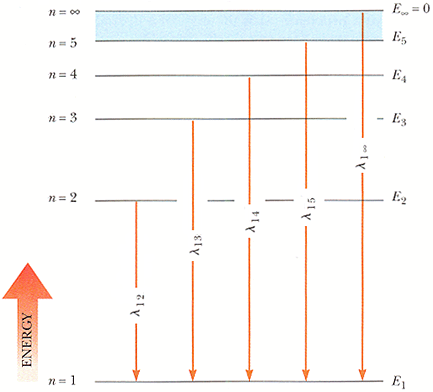 n = ∞ E∞ = 0
n = 5 E5
n = 4 E4
n = 3 E3
λ1∞
n = 2 E2
λ15
λ14
λ13
λ12
ENERGY
n = 1 E1